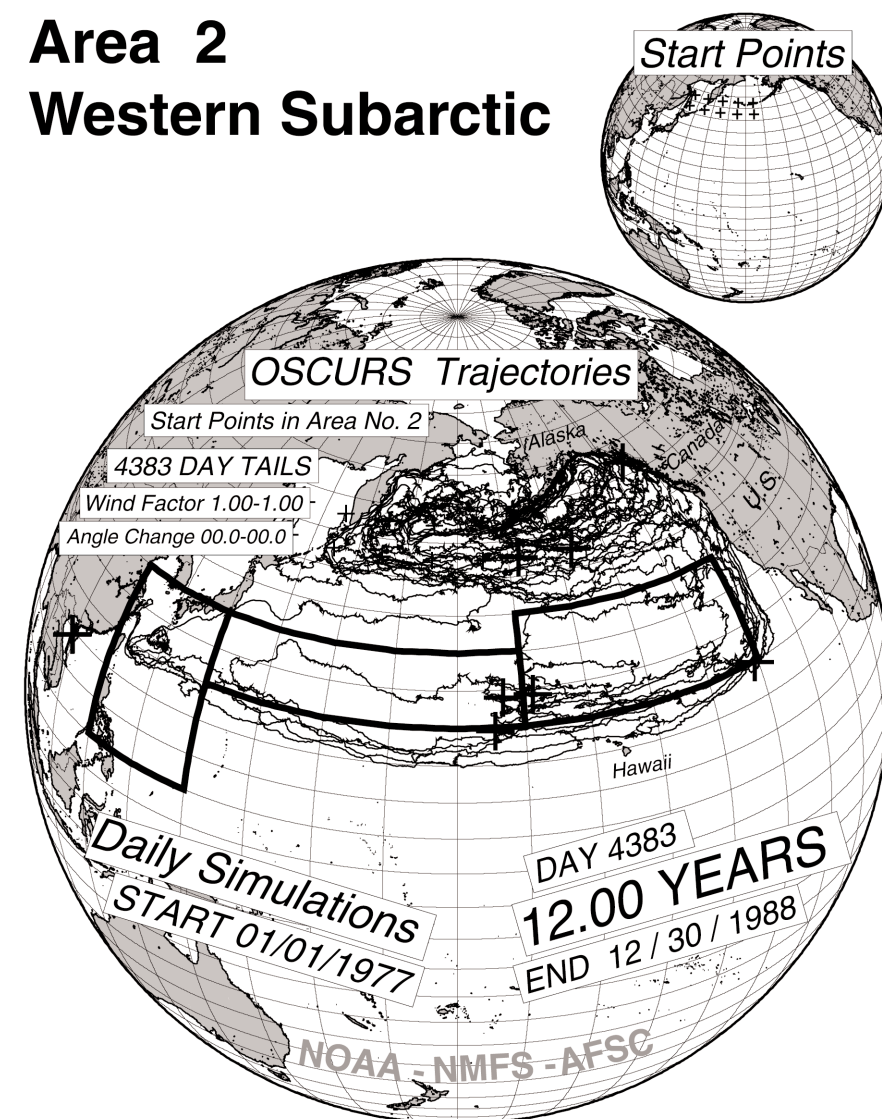 Area 2
Western Subarctic
Start Points
OSCURS Trajectories
Start Points in Area No. 2
4383 DAY TAILS
Wind Factor 1.00-1.00
Angle Change 00.0-00.0
Alaska
Canada
U S
Hawaii
Daily Simulations
START 01/01/1977
DAY 4383
12.00 YEARS
END 12 / 30 / 1988
NOAA - NMFS - AFSC